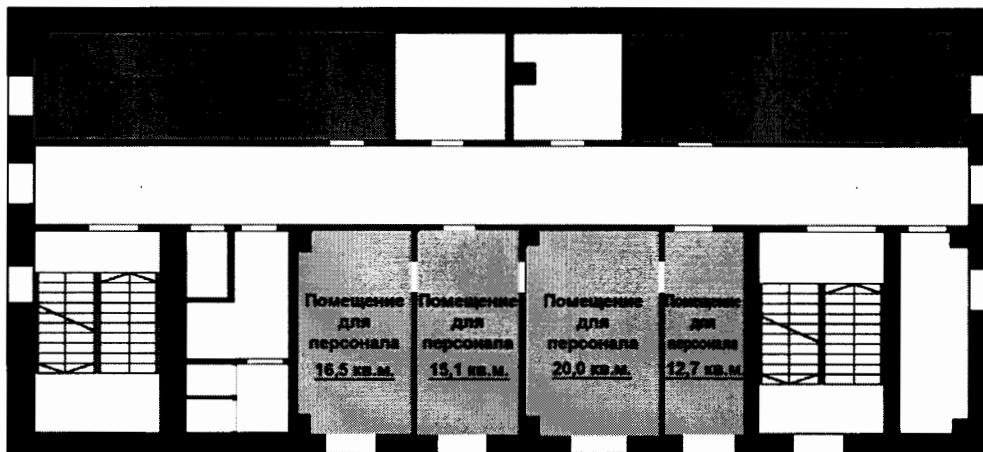 Помещение
для
персонала
16,5 кв.м.
Помещение
для
персонала
15,1 кв.м.
Помещение
для
персонала
20,0 кв.м.
Помещение
для
персонала
12,7 кв.м.